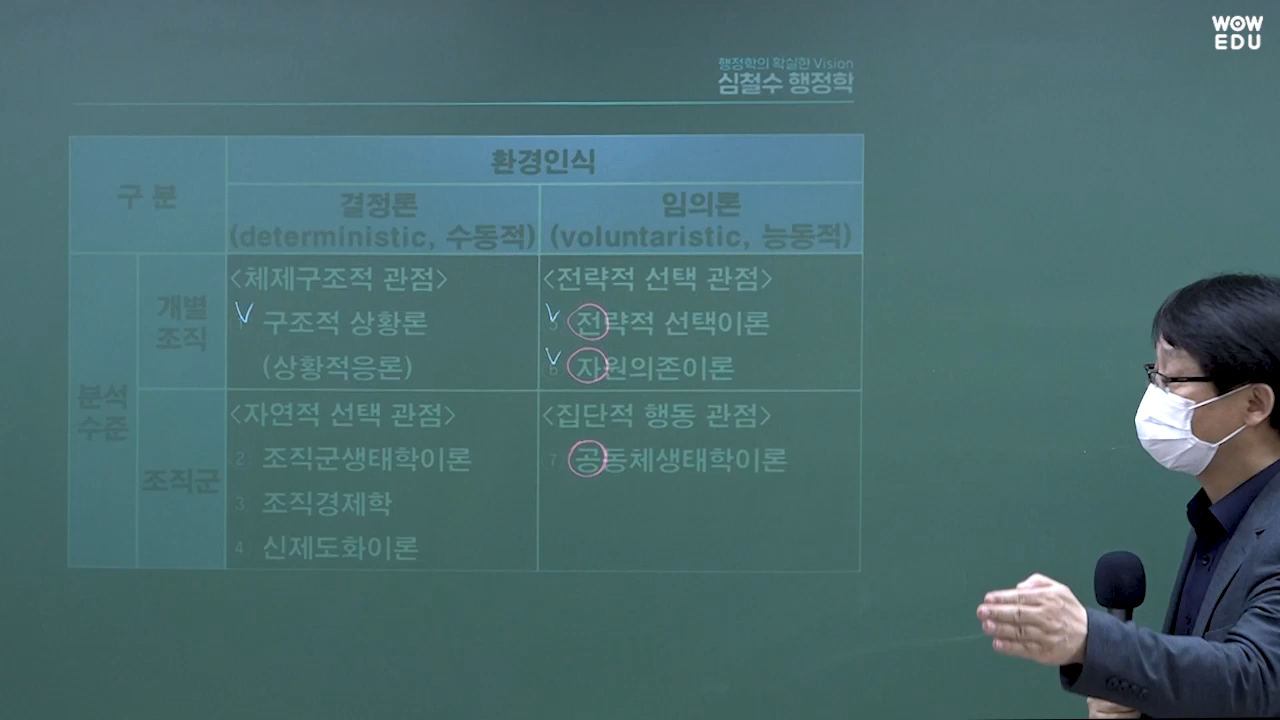 WOW
EDU
행정학의 확실한 Vision
심철수 행정학
구 분
환경인식
결정론
(deterministic, 수동적)
임의론
(voluntaristic, 능동적)
분석
수준
개별
조직
<체제구조적 관점>
1 구조적 상황론
(상황적응론)
<전략적 선택 관점>
5 전략적 선택이론
6 자원의존이론
조직군
<자연적 선택 관점>
2 조직군생태학이론
3 조직경제학
4 신제도화이론
<집단적 행동 관점>
7 공동체생태학이론